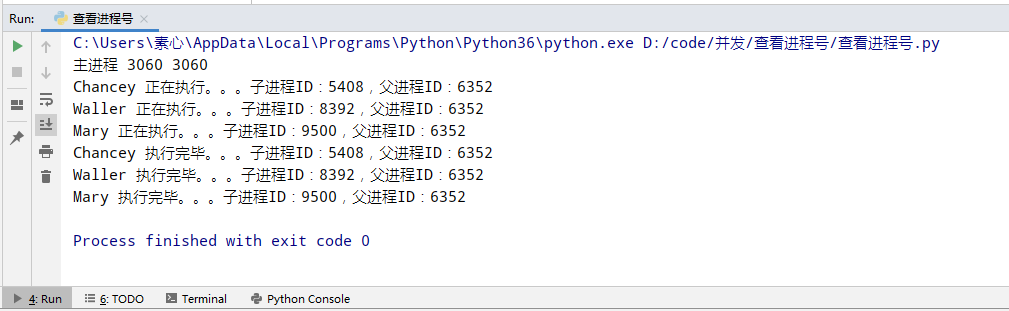 Run: 查看进程号
C:\Users\素心\AppData\Local\Programs\Python\Python36\python.exe D:/code/并发/查看进程号/查看进程号.py
主进程 3060 3060
Chancey 正在执行。。。子进程ID：5408，父进程ID：6352
Waller 正在执行。。。子进程ID：8392，父进程ID：6352
Mary 正在执行。。。子进程ID：9500，父进程ID：6352
Chancey 执行完毕。。。子进程ID：5408，父进程ID：6352
Waller 执行完毕。。。子进程ID：8392，父进程ID：6352
Mary 执行完毕。。。子进程ID：9500，父进程ID：6352
Process finished with exit code 0
4: Run 6: TODO Terminal Python Console